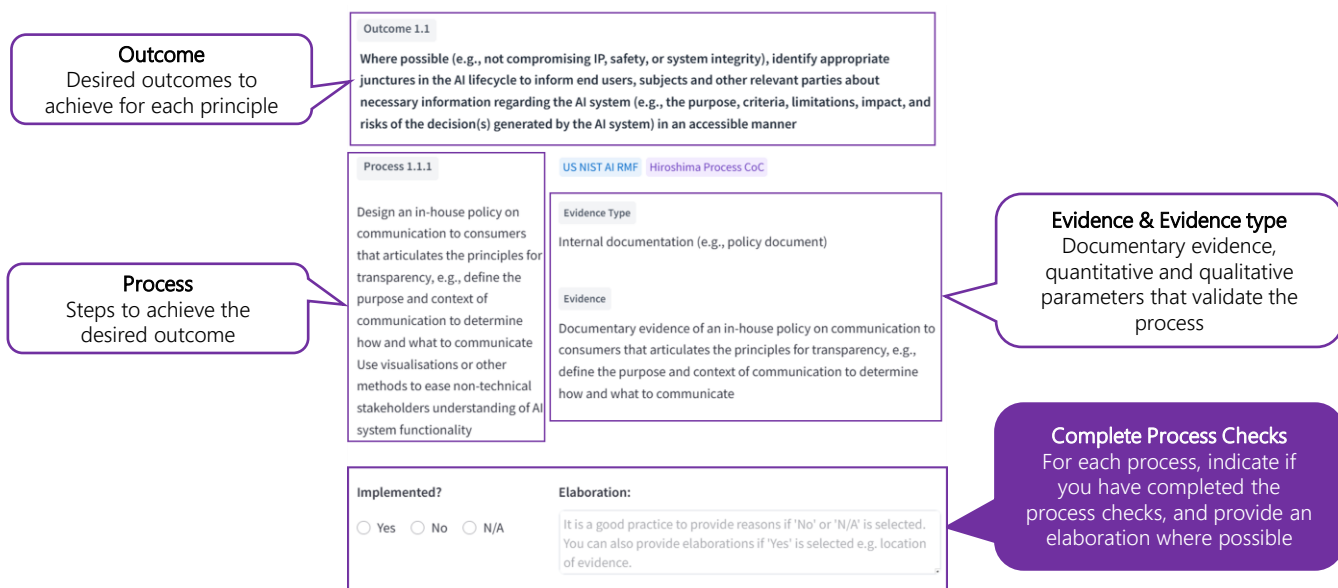 Outcome
Desired outcomes to
achieve for each principle
Outcome 1.1
Where possible (e.g., not compromising IP, safety, or system integrity), identify appropriate
junctures in the AI lifecycle to inform end users, subjects and other relevant parties about
necessary information regarding the AI system (e.g., the purpose, criteria, limitations, impact, and
risks of the decision(s) generated by the AI system) in an accessible manner
Process
Steps to achieve the
desired outcome
Process 1.1.1
Design an in-house policy on
communication to consumers
that articulates the principles for
transparency, e.g., define the
purpose and context of
communication to determine
how and what to communicate
Use visualisations or other
methods to ease non-technical
stakeholders understanding of AI
system functionality
US NIST AI RMF Hiroshima Process CoC
Evidence Type
Internal documentation (e.g., policy document)
Evidence
Documentary evidence of an in-house policy on communication to
consumers that articulates the principles for transparency, e.g.,
define the purpose and context of communication to determine
how and what to communicate
Evidence & Evidence type
Documentary evidence,
quantitative and qualitative
parameters that validate the
process
Implemented?
Yes No N/A
Elaboration:
It is a good practice to provide reasons if 'No' or 'N/A' is selected.
You can also provide elaborations if 'Yes' is selected e.g. location
of evidence.
Complete Process Checks
For each process, indicate if
you have completed the
process checks, and provide an
elaboration where possible